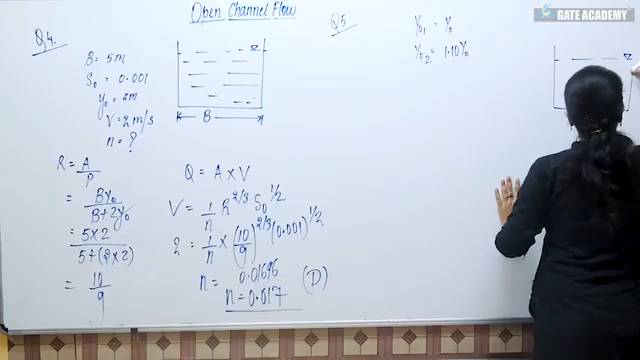 GATE ACADEMY
Open Channel Flow
Q4.
B = 5m
S₀ = 0.001
y₀ = 2m
V = 2m/s
n = ?
B
R = A/P
= By₀/(B+2y₀)
= 5×2/(5+(2×2))
= 10/9
Q = A × V
V = 1/n R^2/3 S₀^1/2
2 = 1/n × (10/9)^2/3 (0.001)^1/2
n = 0.01696
n = 0.017 (D)
Q5.
y₀₁ = y₀
y₀₂ = 1.10y₀